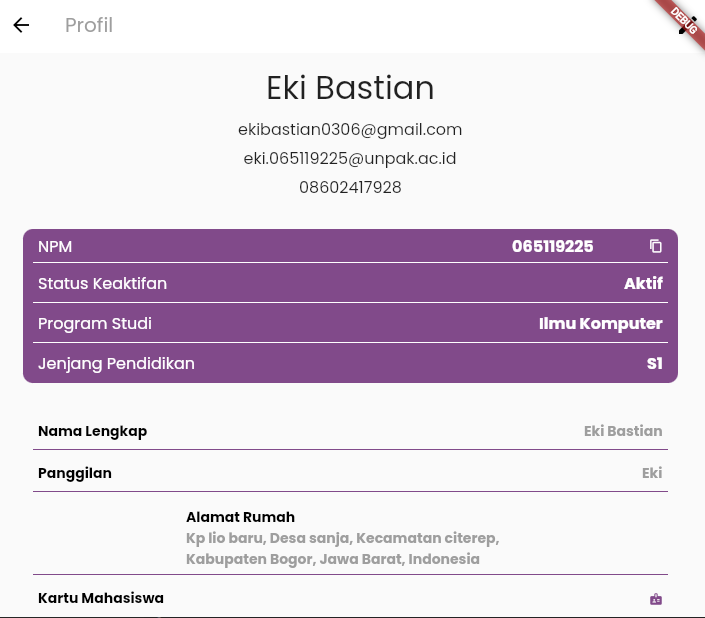 Profil
DEBUG
Eki Bastian
ekibastian0306@gmail.com
eki.065119225@unpak.ac.id
08602417928
NPM 065119225
Status Keaktifan Aktif
Program Studi Ilmu Komputer
Jenjang Pendidikan S1
Nama Lengkap Eki Bastian
Panggilan Eki
Alamat Rumah
Kp lio baru, Desa sanja, Kecamatan citerep,
Kabupaten Bogor, Jawa Barat, Indonesia
Kartu Mahasiswa